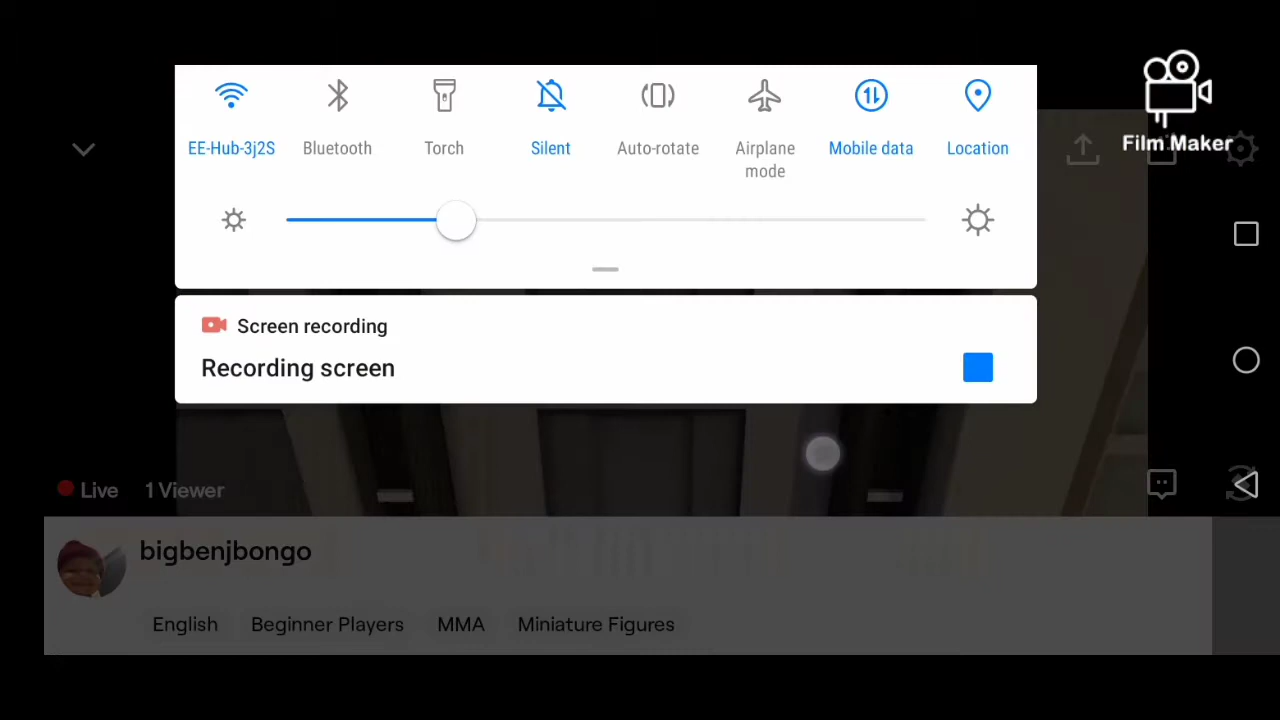 Film Maker
EE-Hub-3j2S Bluetooth Torch Silent Auto-rotate Airplane mode Mobile data Location
Screen recording
Recording screen
Live 1 Viewer
bigbenjbongo
English Beginner Players MMA Miniature Figures